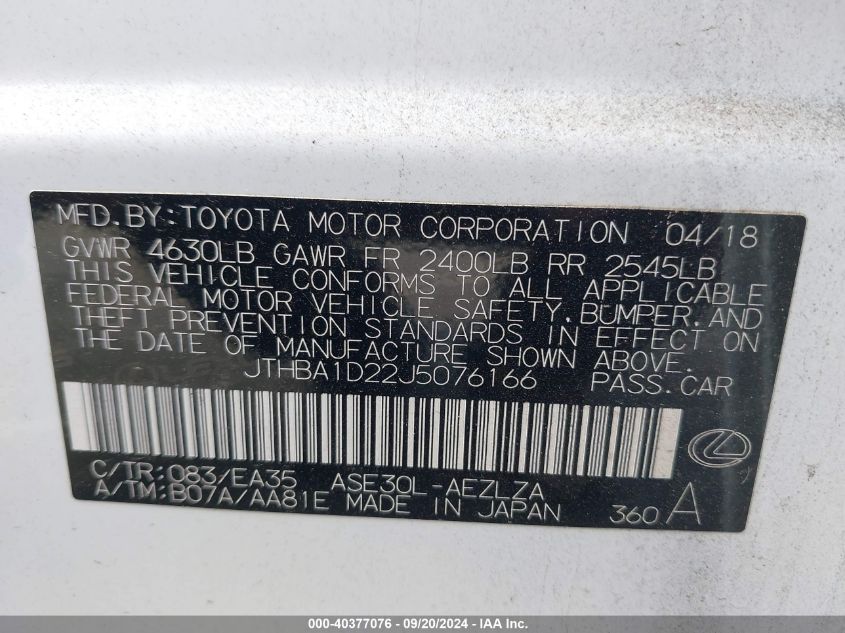 MFD.BY:TOYOTA MOTOR CORPORATION 04/18
GVWR 4630LB GAWR FR 2400LB RR 2545LB
THIS VEHICLE CONFORMS TO ALL APPLICABLE
FEDERAL MOTOR VEHICLE SAFETY,BUMPER,AND
THEFT PREVENTION STANDARDS IN EFFECT ON
THE DATE OF MANUFACTURE SHOWN ABOVE.
JTHBA1D22J5076166 PASS.CAR
C/TR:083/EA35 ASE30L-AEZLZA
A/TM:B07A/AA81E MADE IN JAPAN 360 A
000-40377076 - 09/20/2024 - IAA Inc.